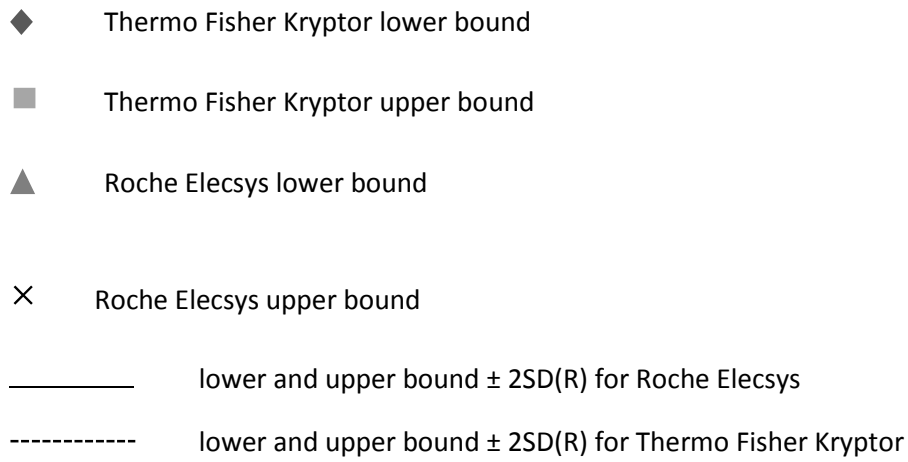 Thermo Fisher Kryptor lower bound
Thermo Fisher Kryptor upper bound
Roche Elecsys lower bound
Roche Elecsys upper bound
lower and upper bound ± 2SD(R) for Roche Elecsys
lower and upper bound ± 2SD(R) for Thermo Fisher Kryptor